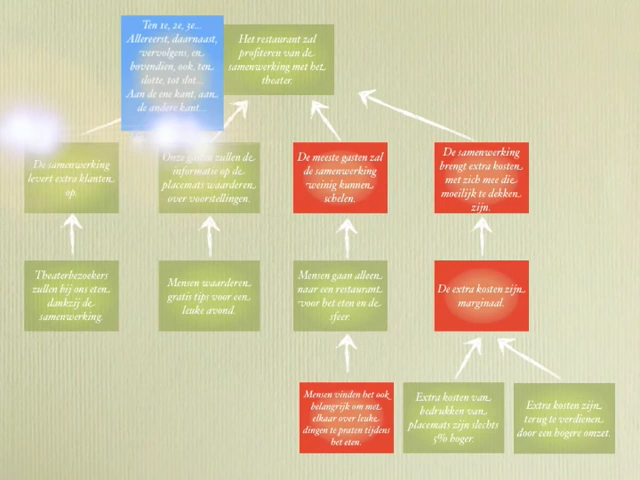 Ten 1e, 2e, 3e...
Allereerst, daarnaast,
vervolgens, en
bovendien, ook, ten
slotte, tot slot...
Aan de ene kant, aan
de andere kant...
Het restaurant zal
profiteren van de
samenwerking met het
theater.
De samenwerking
levert extra klanten
op.
Onze gasten zullen de
informatie op de
placemats waarderen
over voorstellingen.
De meeste gasten zal
de samenwerking
weinig kunnen
schelen.
De samenwerking
brengt extra kosten
met zich mee die
moeilijk te dekken
zijn.
Theaterbezoekers
zullen bij ons eten
dankzij de
samenwerking.
Mensen waarderen
gratis tips voor een
leuke avond.
Mensen gaan alleen
naar een restaurant
voor het eten en de
sfeer.
De extra kosten zijn
marginaal.
Mensen vinden het ook
belangrijk om met
elkaar over leuke
dingen te praten tijdens
het eten.
Extra kosten van
bedrukken van
placemats zijn slechts
5% hoger.
Extra kosten zijn
terug te verdienen
door een hogere omzet.